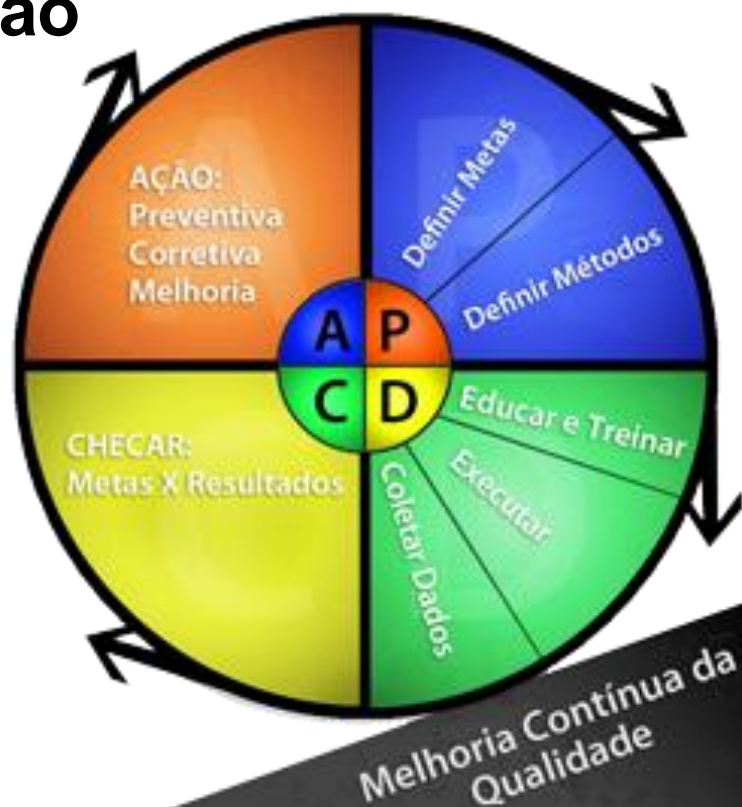 ão
AÇÃO:
Preventiva
Corretiva
Melhoria
Definir Metas
Definir Métodos
A P
C D
CHECAR:
Metas X Resultados
Educar e Treinar
Executar
Coletar Dados
Melhoria Contínua da
Qualidade